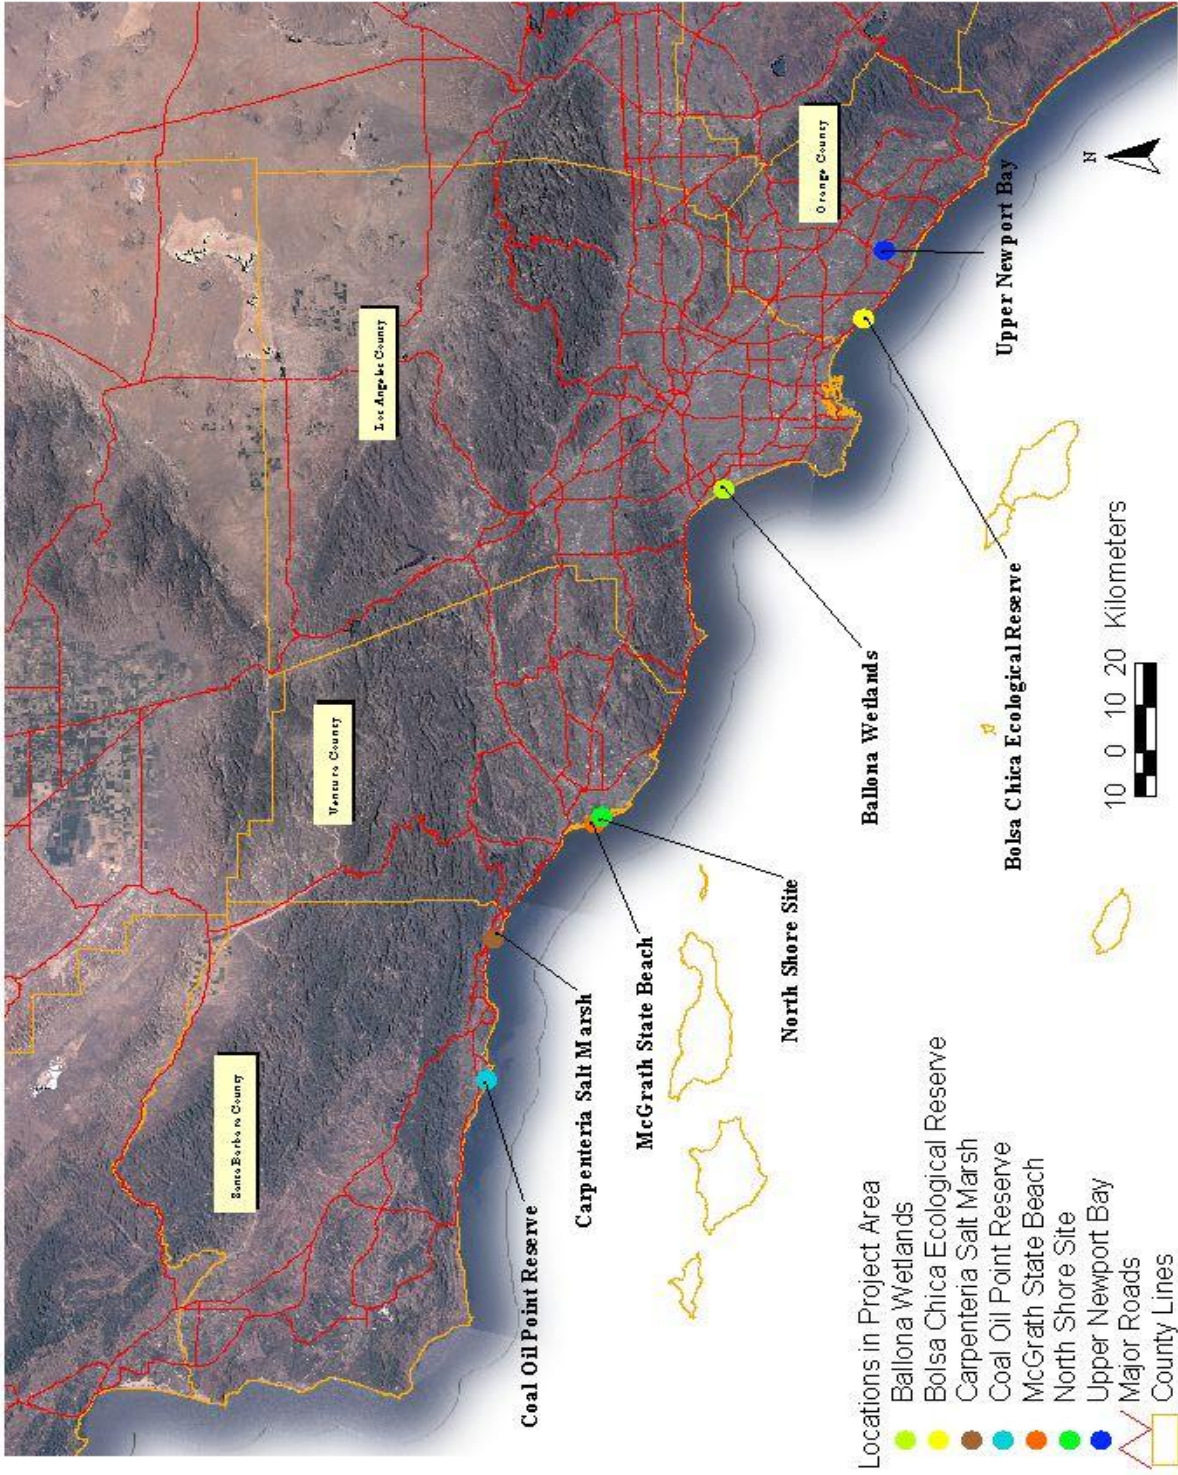 Santa Barbara County
Ventura County
Los Angeles County
Orange County
Coal Oil Point Reserve
Carpenteria Salt Marsh
McGrath State Beach
North Shore Site
Ballona Wetlands
Bolsa Chica Ecological Reserve
Upper Newport Bay
N
10 0 10 20 Kilometers
Locations in Project Area
Ballona Wetlands
Bolsa Chica Ecological Reserve
Carpenteria Salt Marsh
Coal Oil Point Reserve
McGrath State Beach
North Shore Site
Upper Newport Bay
Major Roads
County Lines